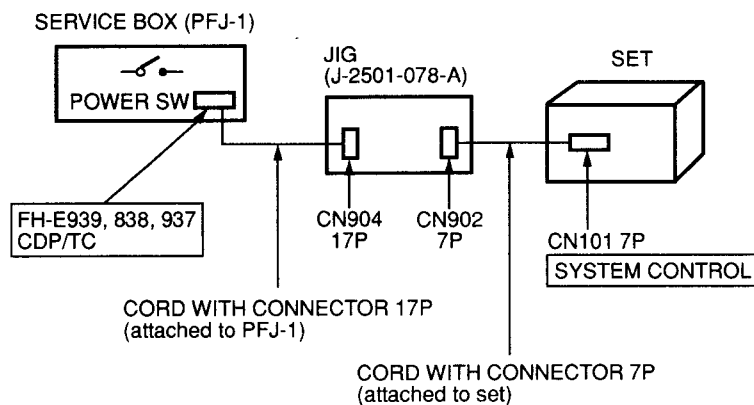 SERVICE BOX (PFJ-1)
POWER SW
FH-E939, 838, 937
CDP/TC
JIG
(J-2501-078-A)
SET
CN904
17P
CN902
7P
CN101 7P
SYSTEM CONTROL
CORD WITH CONNECTOR 17P
(attached to PFJ-1)
CORD WITH CONNECTOR 7P
(attached to set)